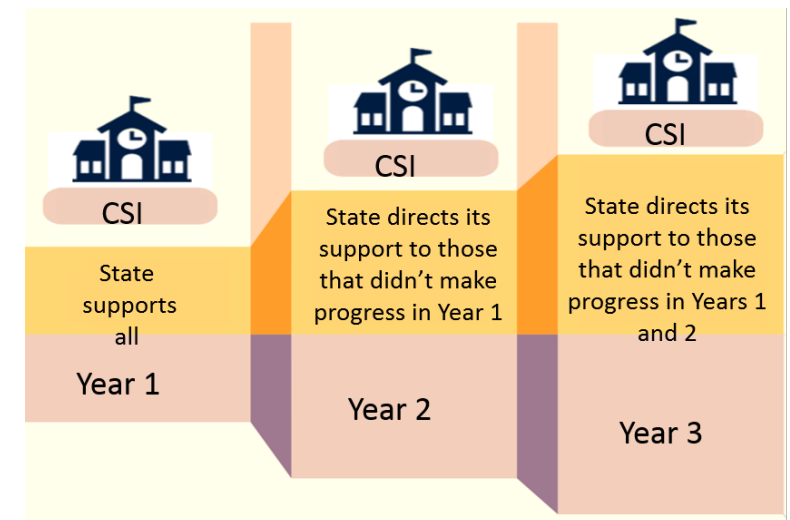 CSI
State
supports
all
Year 1
CSI
State directs its
support to those
that didn’t make
progress in Year 1
Year 2
CSI
State directs its
support to those
that didn’t make
progress in Years 1
and 2
Year 3